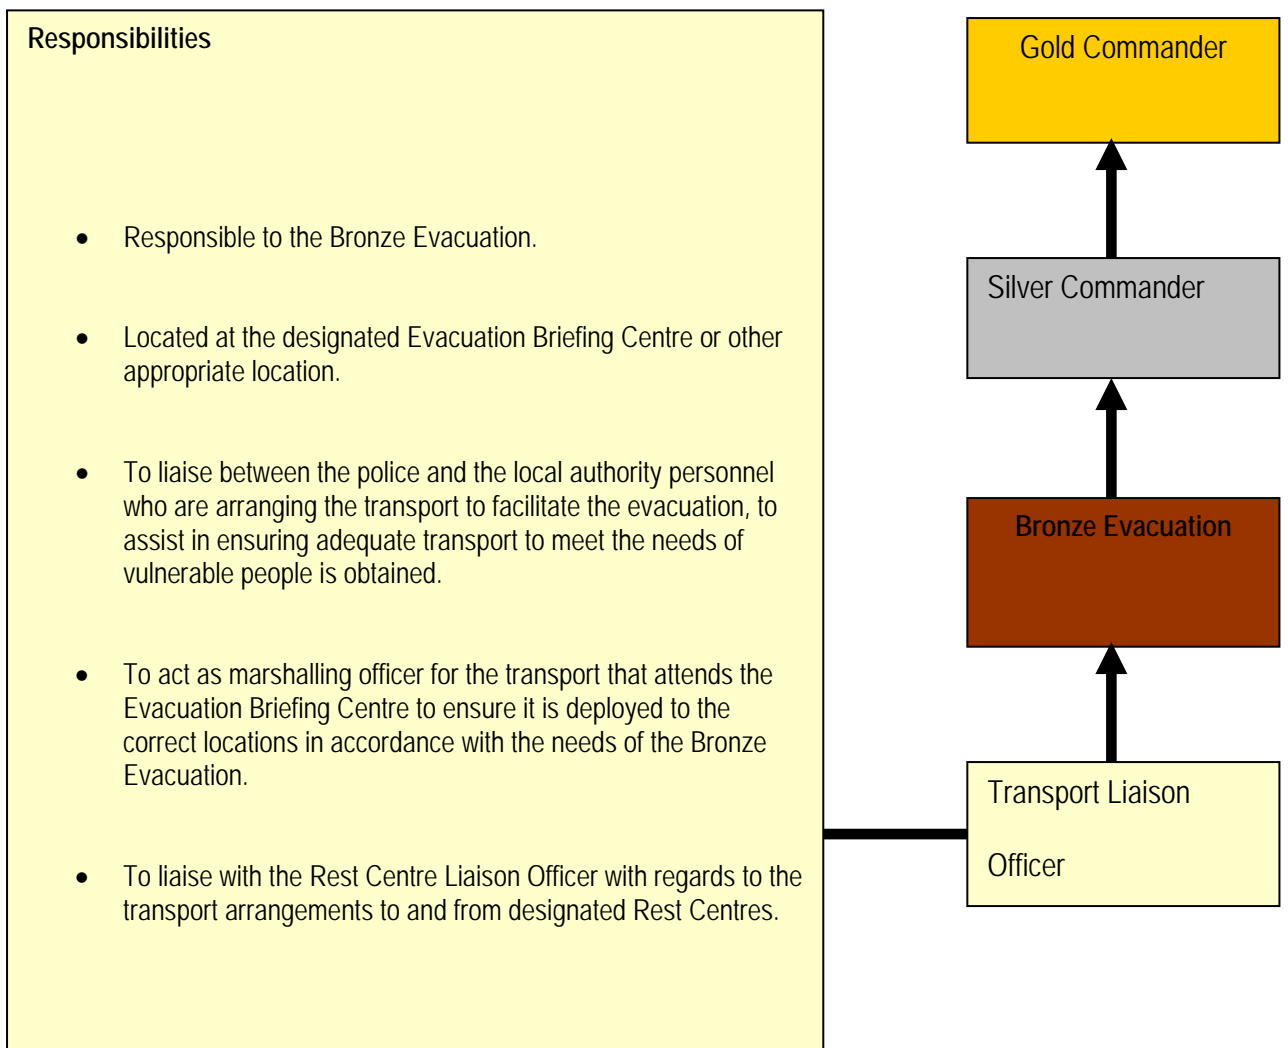 Responsibilities
• Responsible to the Bronze Evacuation.
• Located at the designated Evacuation Briefing Centre or other
appropriate location.
• To liaise between the police and the local authority personnel
who are arranging the transport to facilitate the evacuation, to
assist in ensuring adequate transport to meet the needs of
vulnerable people is obtained.
• To act as marshalling officer for the transport that attends the
Evacuation Briefing Centre to ensure it is deployed to the
correct locations in accordance with the needs of the Bronze
Evacuation.
• To liaise with the Rest Centre Liaison Officer with regards to the
transport arrangements to and from designated Rest Centres.
Gold Commander
Silver Commander
Bronze Evacuation
Transport Liaison
Officer